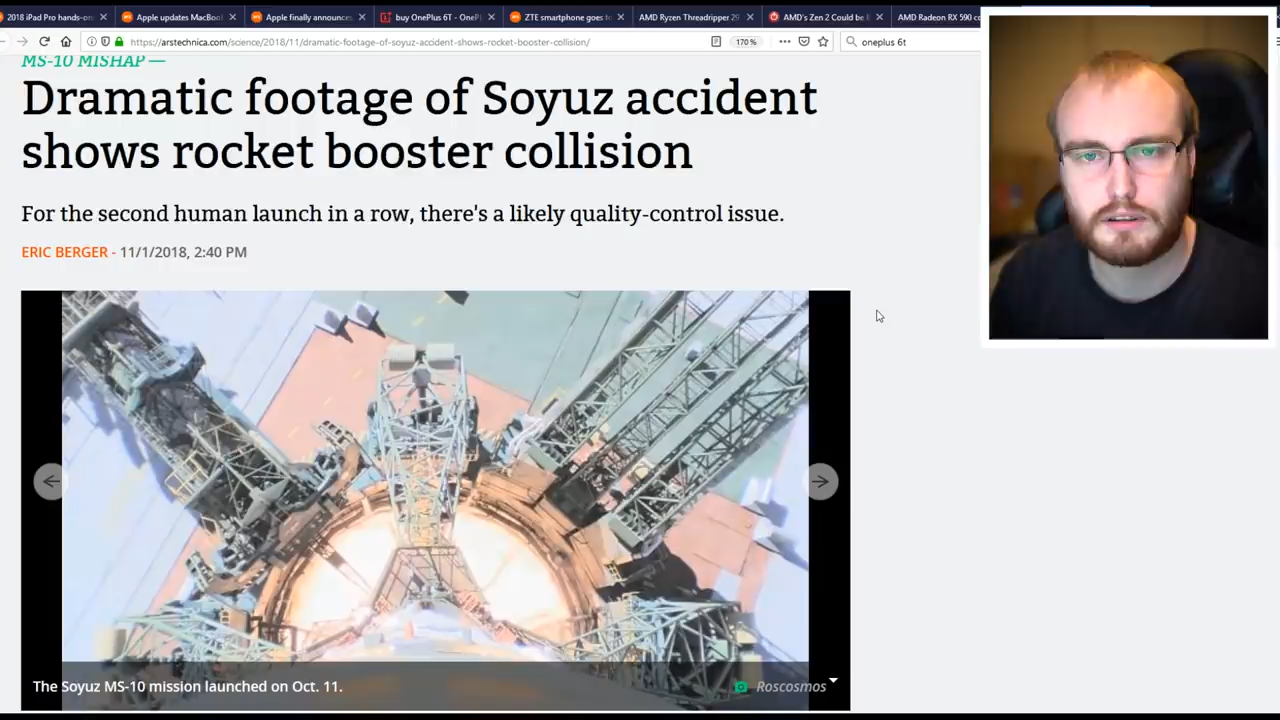 2018 iPad Pro hands-on
Apple updates MacBoo
Apple finally announces
buy OnePlus 6T - OnePl
ZTE smartphone goes to
AMD Ryzen Threadripper 29
AMD's Zen 2 Could be
AMD Radeon RX 590 co
https://arstechnica.com/science/2018/11/dramatic-footage-of-soyuz-accident-shows-rocket-booster-collision/
170 %
oneplus 6t
MS-10 MISHAP —
Dramatic footage of Soyuz accident
shows rocket booster collision
For the second human launch in a row, there's a likely quality-control issue.
ERIC BERGER - 11/1/2018, 2:40 PM
The Soyuz MS-10 mission launched on Oct. 11.
Roscosmos